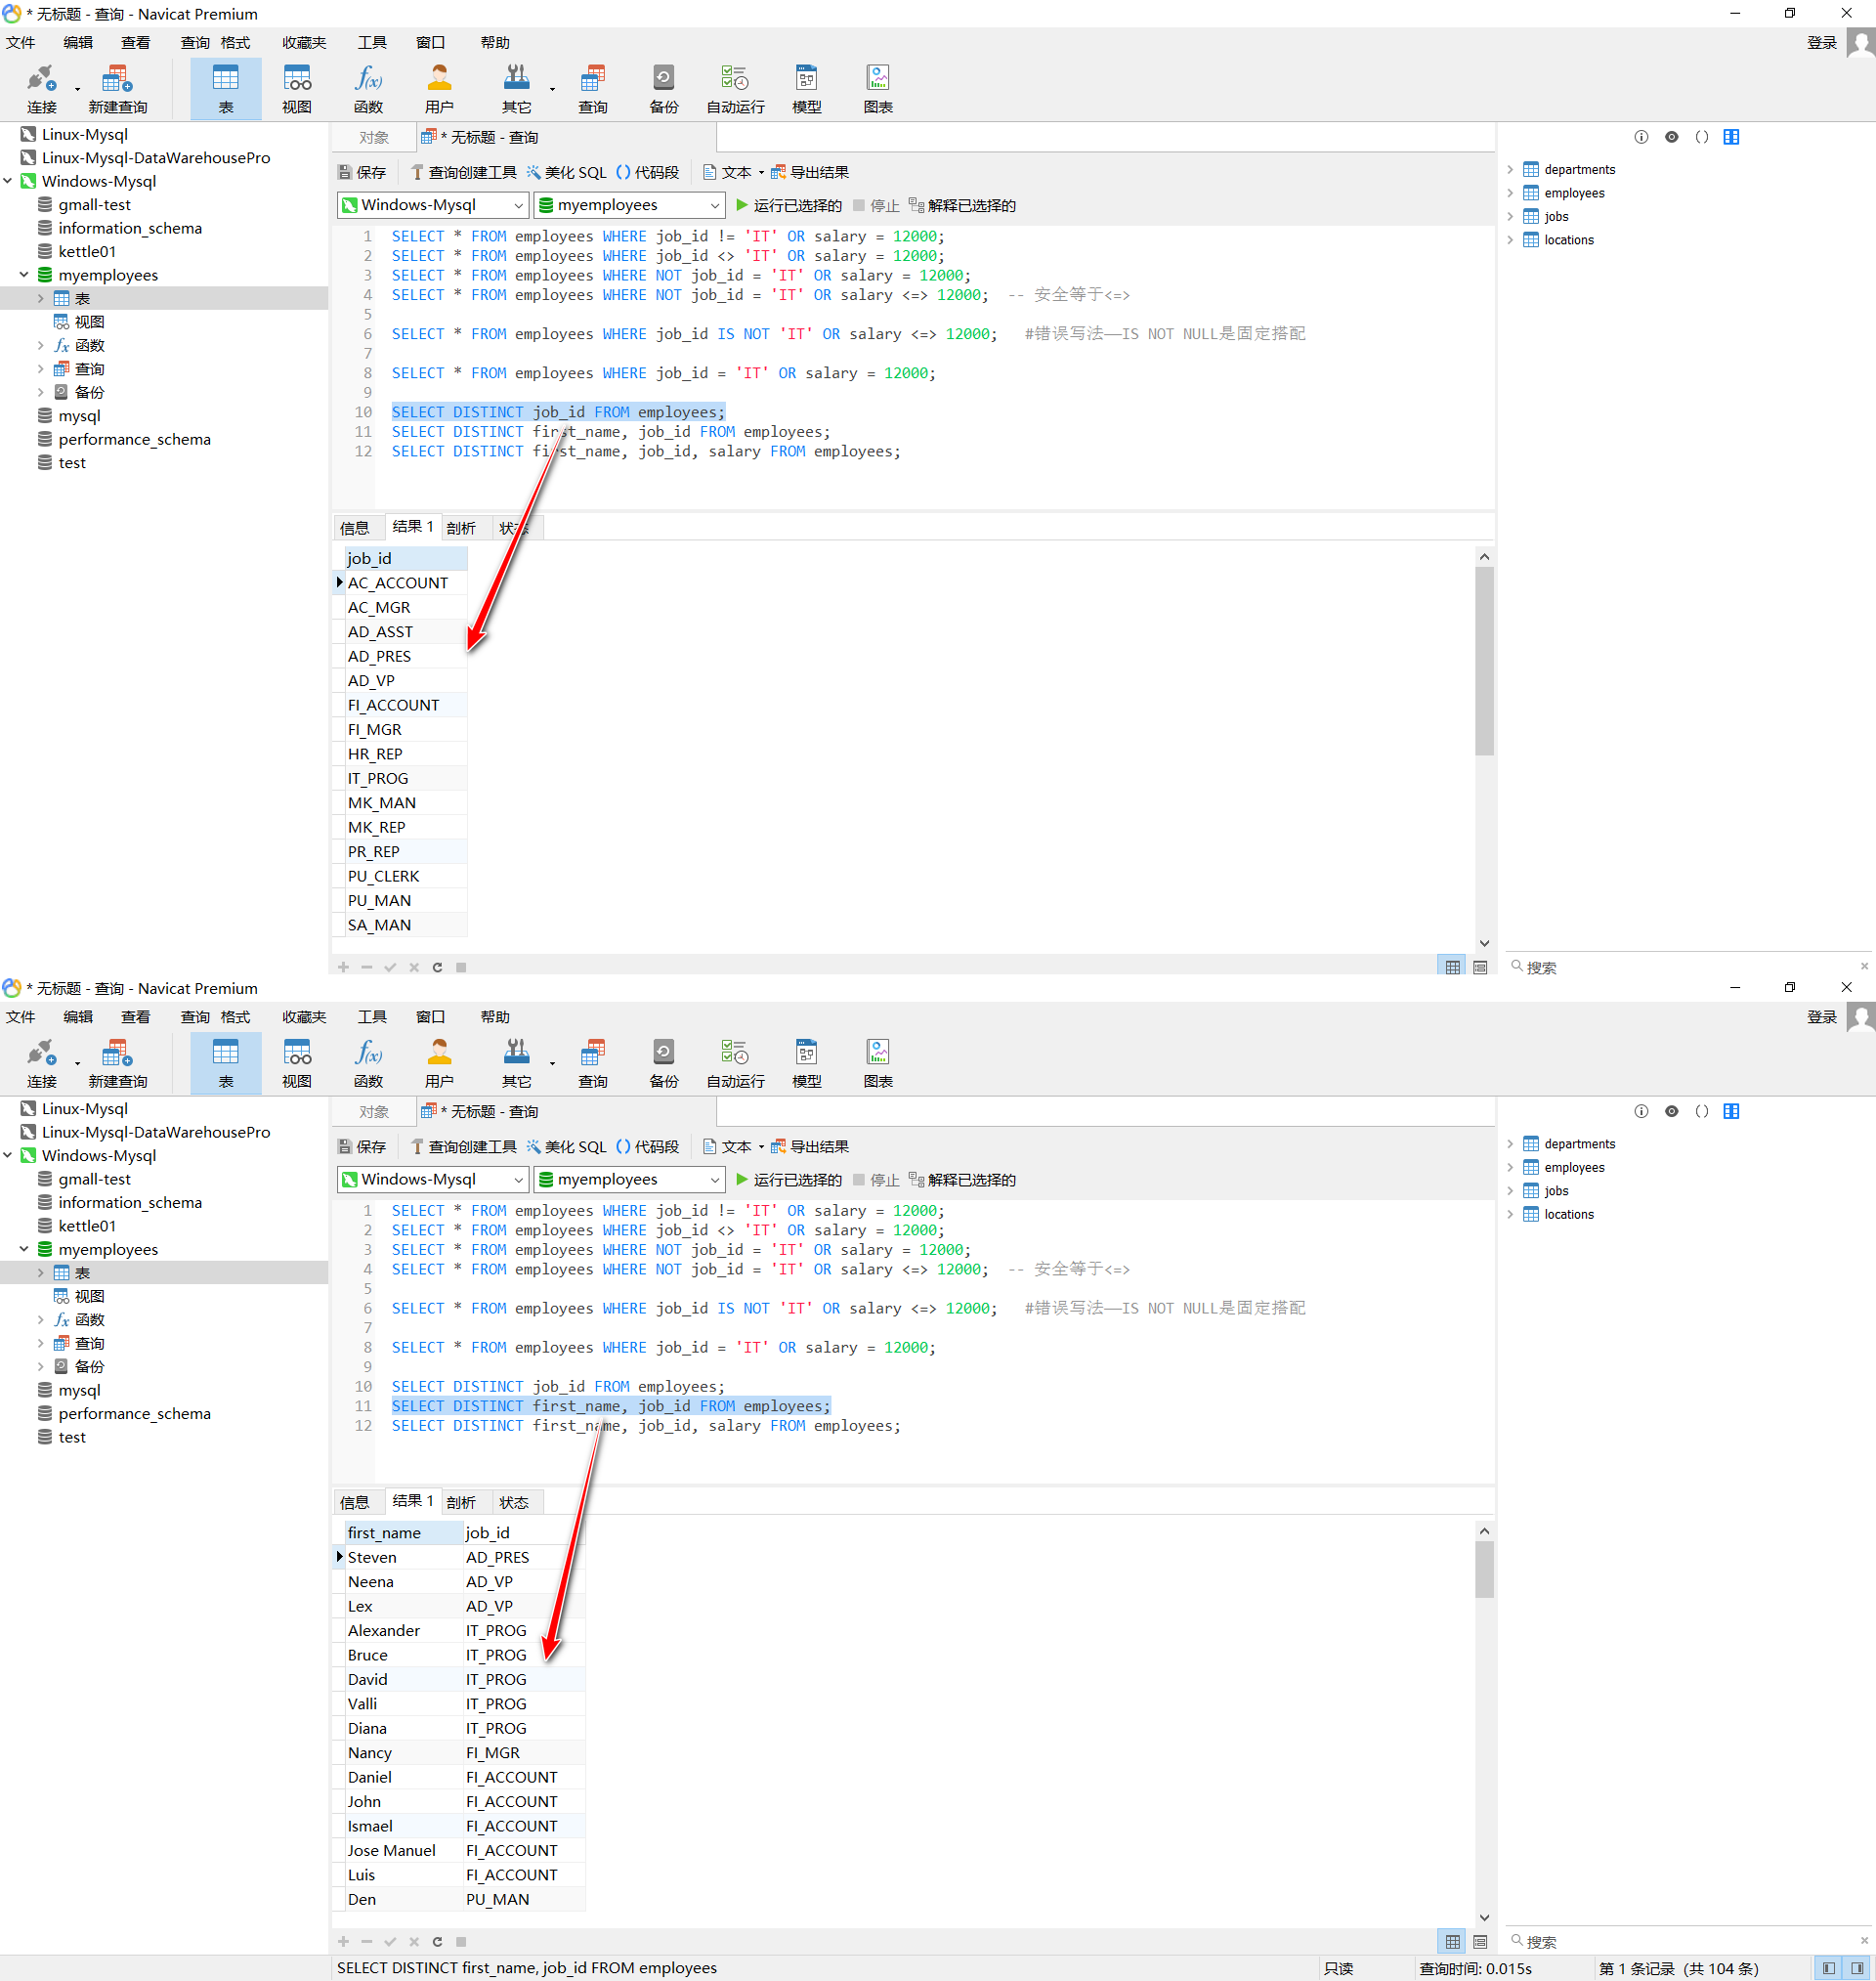 * 无标题 - 查询 - Navicat Premium
文件 编辑 查看 查询 格式 收藏夹 工具 窗口 帮助 登录
连接 新建查询 表 视图 函数 用户 其它 查询 备份 自动运行 模型 图表
Linux-Mysql
Linux-Mysql-DataWarehousePro
Windows-Mysql
gmall-test
information_schema
kettle01
myemployees
表
视图
函数
查询
备份
mysql
performance_schema
test
对象 * 无标题 - 查询
保存 查询创建工具 美化 SQL () 代码段 文本 导出结果
Windows-Mysql myemployees 运行已选择的 停止 解释已选择的
1 SELECT * FROM employees WHERE job_id != 'IT' OR salary = 12000;
2 SELECT * FROM employees WHERE job_id <> 'IT' OR salary = 12000;
3 SELECT * FROM employees WHERE NOT job_id = 'IT' OR salary = 12000;
4 SELECT * FROM employees WHERE NOT job_id = 'IT' OR salary <=> 12000; -- 安全等于<=>
5
6 SELECT * FROM employees WHERE job_id IS NOT 'IT' OR salary <=> 12000; #错误写法——IS NOT NULL是固定搭配
7
8 SELECT * FROM employees WHERE job_id = 'IT' OR salary = 12000;
9
10 SELECT DISTINCT job_id FROM employees;
11 SELECT DISTINCT first_name, job_id FROM employees;
12 SELECT DISTINCT first_name, job_id, salary FROM employees;
信息 结果 1 剖析 状态
job_id
AC_ACCOUNT
AC_MGR
AD_ASST
AD_PRES
AD_VP
FI_ACCOUNT
FI_MGR
HR_REP
IT_PROG
MK_MAN
MK_REP
PR_REP
PU_CLERK
PU_MAN
SA_MAN
departments
employees
jobs
locations
搜索
* 无标题 - 查询 - Navicat Premium
文件 编辑 查看 查询 格式 收藏夹 工具 窗口 帮助 登录
连接 新建查询 表 视图 函数 用户 其它 查询 备份 自动运行 模型 图表
Linux-Mysql
Linux-Mysql-DataWarehousePro
Windows-Mysql
gmall-test
information_schema
kettle01
myemployees
表
视图
函数
查询
备份
mysql
performance_schema
test
对象 * 无标题 - 查询
保存 查询创建工具 美化 SQL () 代码段 文本 导出结果
Windows-Mysql myemployees 运行已选择的 停止 解释已选择的
1 SELECT * FROM employees WHERE job_id != 'IT' OR salary = 12000;
2 SELECT * FROM employees WHERE job_id <> 'IT' OR salary = 12000;
3 SELECT * FROM employees WHERE NOT job_id = 'IT' OR salary = 12000;
4 SELECT * FROM employees WHERE NOT job_id = 'IT' OR salary <=> 12000; -- 安全等于<=>
5
6 SELECT * FROM employees WHERE job_id IS NOT 'IT' OR salary <=> 12000; #错误写法——IS NOT NULL是固定搭配
7
8 SELECT * FROM employees WHERE job_id = 'IT' OR salary = 12000;
9
10 SELECT DISTINCT job_id FROM employees;
11 SELECT DISTINCT first_name, job_id FROM employees;
12 SELECT DISTINCT first_name, job_id, salary FROM employees;
信息 结果 1 剖析 状态
first_name job_id
Steven AD_PRES
Neena AD_VP
Lex AD_VP
Alexander IT_PROG
Bruce IT_PROG
David IT_PROG
Valli IT_PROG
Diana IT_PROG
Nancy FI_MGR
Daniel FI_ACCOUNT
John FI_ACCOUNT
Ismael FI_ACCOUNT
Jose Manuel FI_ACCOUNT
Luis FI_ACCOUNT
Den PU_MAN
departments
employees
jobs
locations
搜索
SELECT DISTINCT first_name, job_id FROM employees 只读 查询时间: 0.015s 第 1 条记录 (共 104 条)